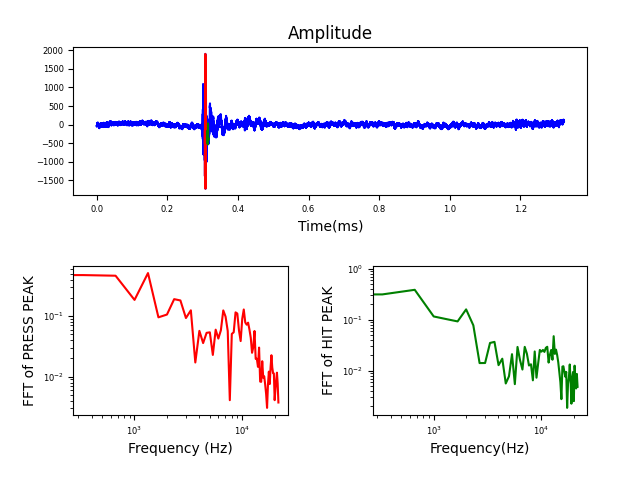 Amplitude
2000
1500
1000
500
0
−500
−1000
−1500
0.0 0.2 0.4 0.6 0.8 1.0 1.2
Time(ms)
FFT of PRESS PEAK
10⁻¹
10⁻²
10³ 10⁴
Frequency (Hz)
FFT of HIT PEAK
10⁰
10⁻¹
10⁻²
10³ 10⁴
Frequency(Hz)